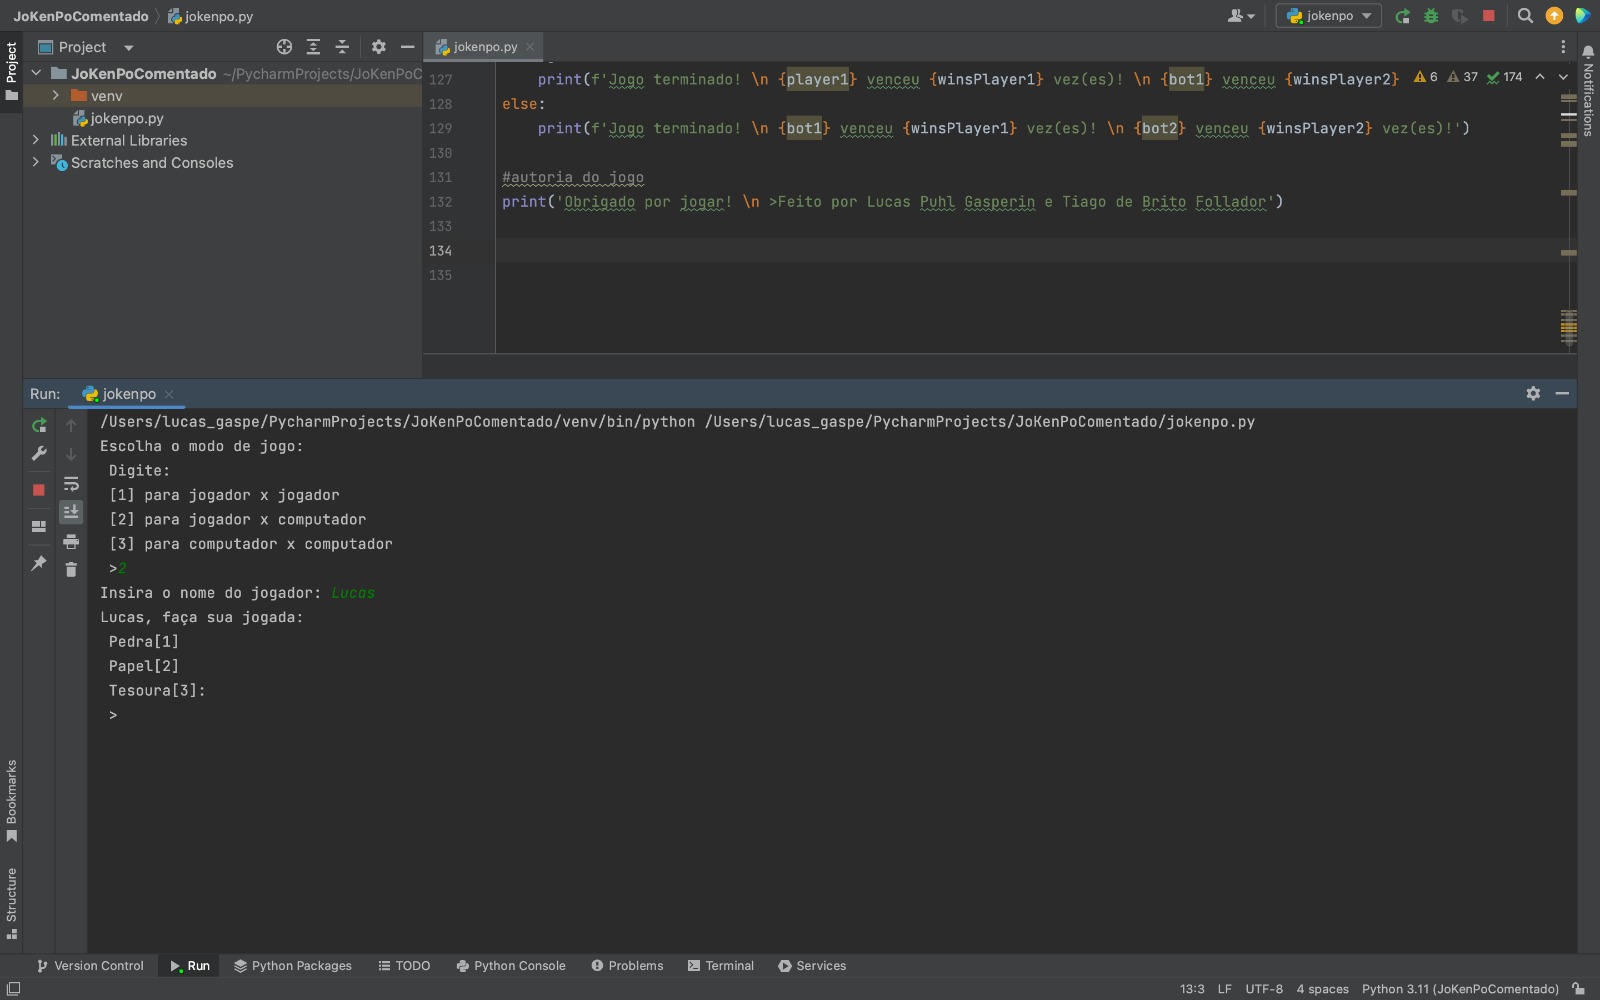 JoKenPoComentado
jokenpo.py
jokenpo
Project
jokenpo.py
Project
JoKenPoComentado ~/PycharmProjects/JoKenPoC
venv
jokenpo.py
External Libraries
Scratches and Consoles
127 print(f'Jogo terminado! \n {player1} venceu {winsPlayer1} vez(es)! \n {bot1} venceu {winsPlayer2}
6 37 174
128 else:
129 print(f'Jogo terminado! \n {bot1} venceu {winsPlayer1} vez(es)! \n {bot2} venceu {winsPlayer2} vez(es)!')
130
131 #autoria do jogo
132 print('Obrigado por jogar! \n >Feito por Lucas Puhl Gasperin e Tiago de Brito Follador')
133
134
135
Notifications
Run: jokenpo
/Users/lucas_gaspe/PycharmProjects/JoKenPoComentado/venv/bin/python /Users/lucas_gaspe/PycharmProjects/JoKenPoComentado/jokenpo.py
Escolha o modo de jogo:
Digite:
[1] para jogador x jogador
[2] para jogador x computador
[3] para computador x computador
>2
Insira o nome do jogador: Lucas
Lucas, faça sua jogada:
Pedra[1]
Papel[2]
Tesoura[3]:
>
Bookmarks
Structure
Version Control Run Python Packages TODO Python Console Problems Terminal Services
13:3 LF UTF-8 4 spaces Python 3.11 (JoKenPoComentado)